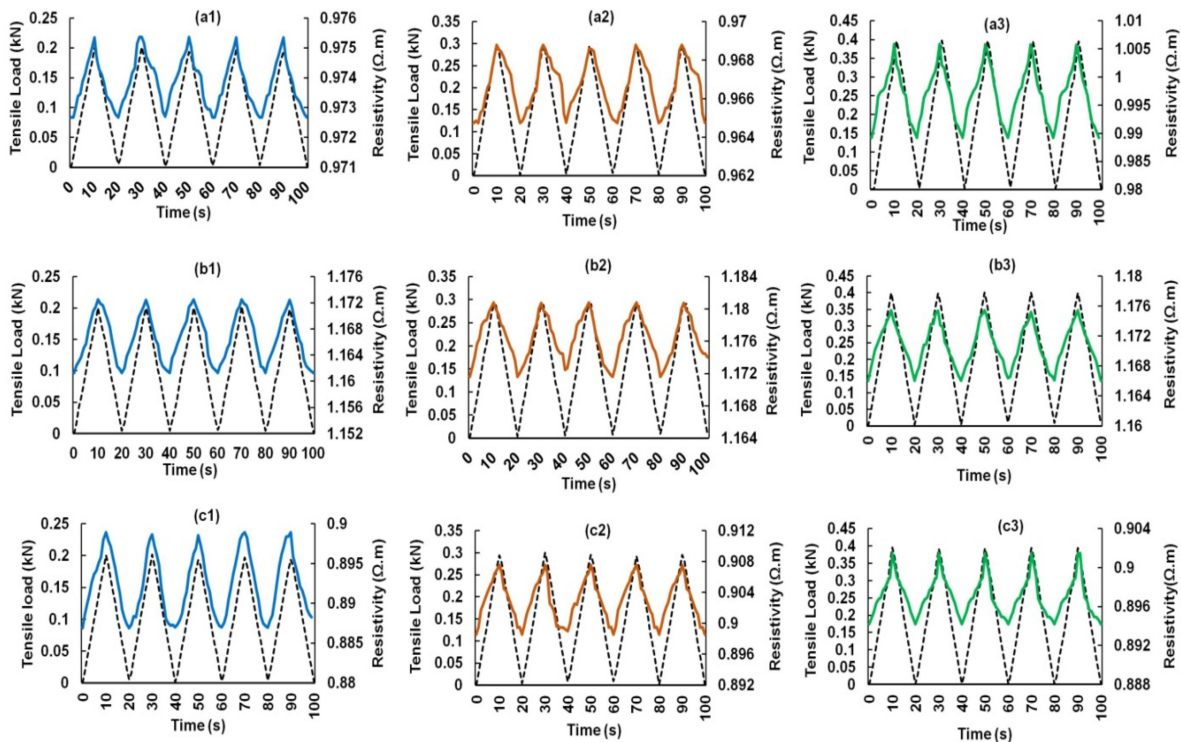 (a1)
Tensile Load (kN)
0.25
0.2
0.15
0.1
0.05
0
0.976
0.975
0.974
0.973
0.972
0.971
Resistivity (Ω.m)
0 10 20 30 40 50 60 70 80 90 100
Time (s)
(a2)
Tensile Load (kN)
0.35
0.3
0.25
0.2
0.15
0.1
0.05
0
0.97
0.968
0.966
0.964
0.962
Resistivity (Ω.m)
0 10 20 30 40 50 60 70 80 90 100
Time (s)
(a3)
Tensile Load (kN)
0.45
0.4
0.35
0.3
0.25
0.2
0.15
0.1
0.05
0
1.01
1.005
1
0.995
0.99
0.985
0.98
Resistivity (Ω.m)
0 10 20 30 40 50 60 70 80 90 100
Time (s)
(b1)
Tensile Load (kN)
0.25
0.2
0.15
0.1
0.05
0
1.176
1.172
1.168
1.164
1.16
1.156
1.152
Resistivity (Ω.m)
0 10 20 30 40 50 60 70 80 90 100
Time (s)
(b2)
Tensile Load (kN)
0.35
0.3
0.25
0.2
0.15
0.1
0.05
0
1.184
1.18
1.176
1.172
1.168
1.164
Resistivity (Ω.m)
0 10 20 30 40 50 60 70 80 90 100
Time (s)
(b3)
Tensile Load (kN)
0.45
0.4
0.35
0.3
0.25
0.2
0.15
0.1
0.05
0
1.18
1.175
1.17
1.165
1.16
Resistivity (Ω.m)
0 10 20 30 40 50 60 70 80 90 100
Time (s)
(c1)
Tensile load (kN)
0.25
0.2
0.15
0.1
0.05
0
0.9
0.895
0.89
0.885
0.88
Resistivity (Ω.m)
0 10 20 30 40 50 60 70 80 90 100
Time (s)
(c2)
Tensile Load (kN)
0.35
0.3
0.25
0.2
0.15
0.1
0.05
0
0.912
0.908
0.904
0.9
0.896
0.892
Resistivity (Ω.m)
0 10 20 30 40 50 60 70 80 90 100
Time (s)
(c3)
Tensile Load (kN)
0.45
0.4
0.35
0.3
0.25
0.2
0.15
0.1
0.05
0
0.904
0.9
0.896
0.892
0.888
Resistivity (Ω.m)
0 10 20 30 40 50 60 70 80 90 100
Time (s)